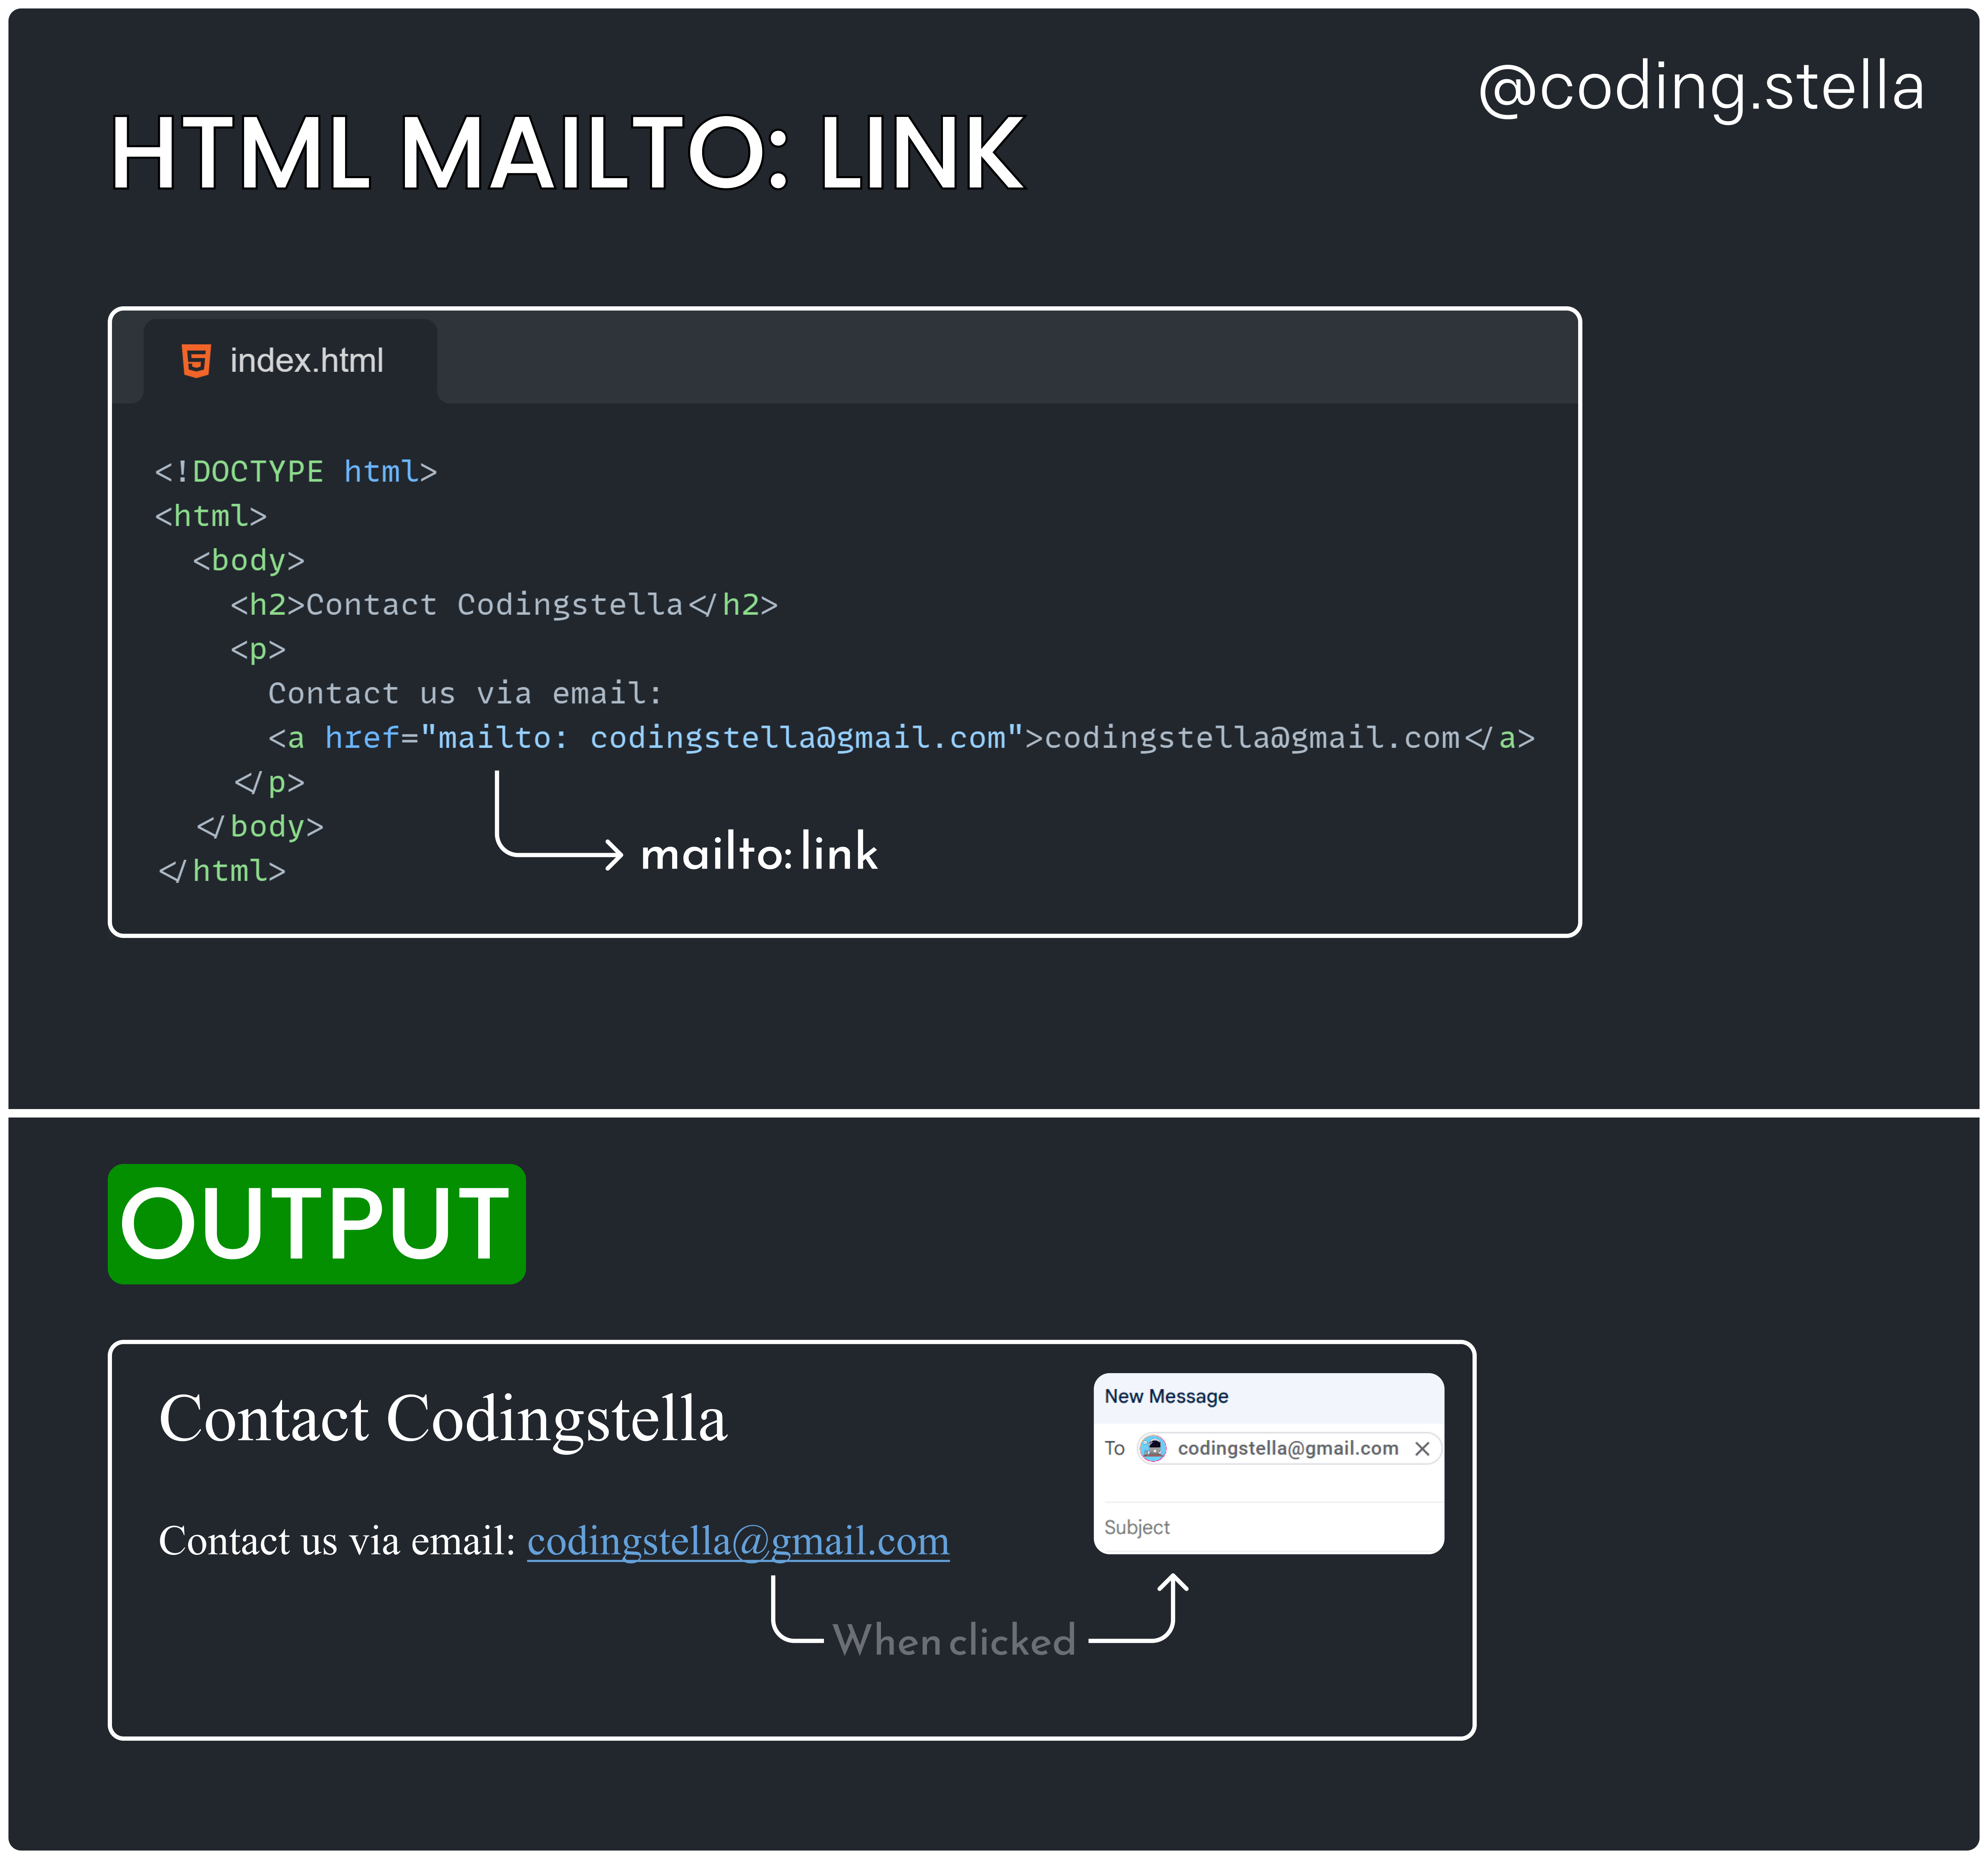 @coding.stella
HTML MAILTO: LINK
index.html
<!DOCTYPE html>
<html>
  <body>
    <h2>Contact Codingstella</h2>
    <p>
      Contact us via email:
      <a href="mailto: codingstella@gmail.com">codingstella@gmail.com</a>
    </p>
  </body>
</html>
mailto: link
OUTPUT
Contact Codingstella
Contact us via email: codingstella@gmail.com
When clicked
New Message
To codingstella@gmail.com ×
Subject